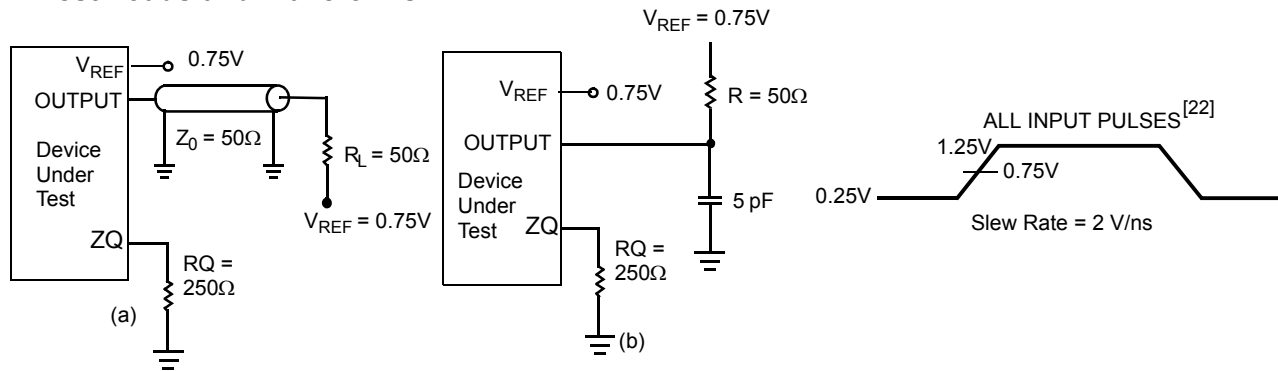 V_REF 0.75V
OUTPUT
Z₀ = 50Ω
Device
Under
Test
R_L = 50Ω
V_REF = 0.75V
ZQ
RQ =
250Ω
(a)
V_REF = 0.75V
R = 50Ω
V_REF 0.75V
OUTPUT
Device
Under
Test
5 pF
ZQ
RQ =
250Ω
(b)
ALL INPUT PULSES[22]
1.25V
0.75V
0.25V
Slew Rate = 2 V/ns